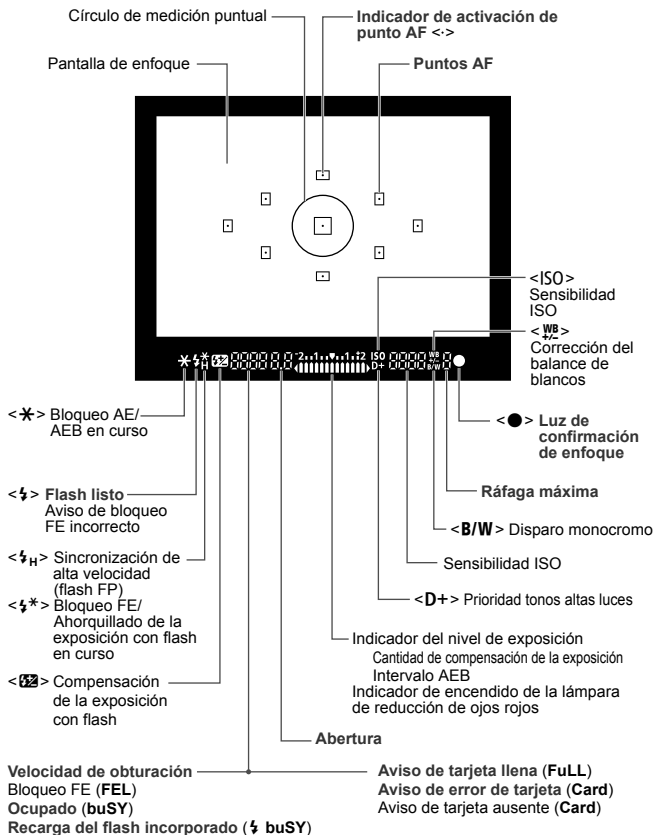 Círculo de medición puntual
Indicador de activación de
punto AF <·>
Pantalla de enfoque
Puntos AF
<ISO>
Sensibilidad
ISO
<WB +/->
Corrección del
balance de
blancos
-2..1..▼..1..+2 ISO D+ WB +/- B/W
<✱> Bloqueo AE/
AEB en curso
<●> Luz de
confirmación
de enfoque
<⚡> Flash listo
Aviso de bloqueo
FE incorrecto
Ráfaga máxima
<B/W> Disparo monocromo
<⚡H> Sincronización de
alta velocidad
(flash FP)
Sensibilidad ISO
<D+> Prioridad tonos altas luces
<⚡*> Bloqueo FE/
Ahorquillado de la
exposición con flash
en curso
Indicador del nivel de exposición
Cantidad de compensación de la exposición
Intervalo AEB
Indicador de encendido de la lámpara
de reducción de ojos rojos
<⚡±> Compensación
de la exposición
con flash
Abertura
Velocidad de obturación
Bloqueo FE (FEL)
Ocupado (buSY)
Recarga del flash incorporado (⚡ buSY)
Aviso de tarjeta llena (FuLL)
Aviso de error de tarjeta (Card)
Aviso de tarjeta ausente (Card)